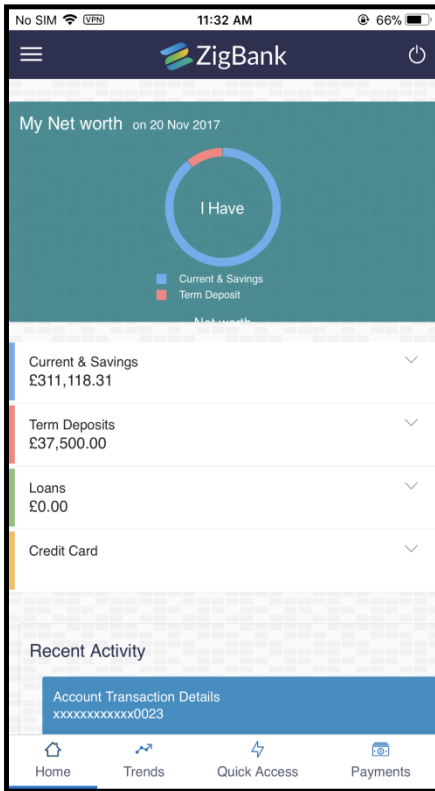 No SIM VPN 11:32 AM 66%
ZigBank
My Net worth on 20 Nov 2017
I Have
Current & Savings
Term Deposit
Net worth
Current & Savings
£311,118.31
Term Deposits
£37,500.00
Loans
£0.00
Credit Card
Recent Activity
Account Transaction Details
xxxxxxxxxxxx0023
Home Trends Quick Access Payments